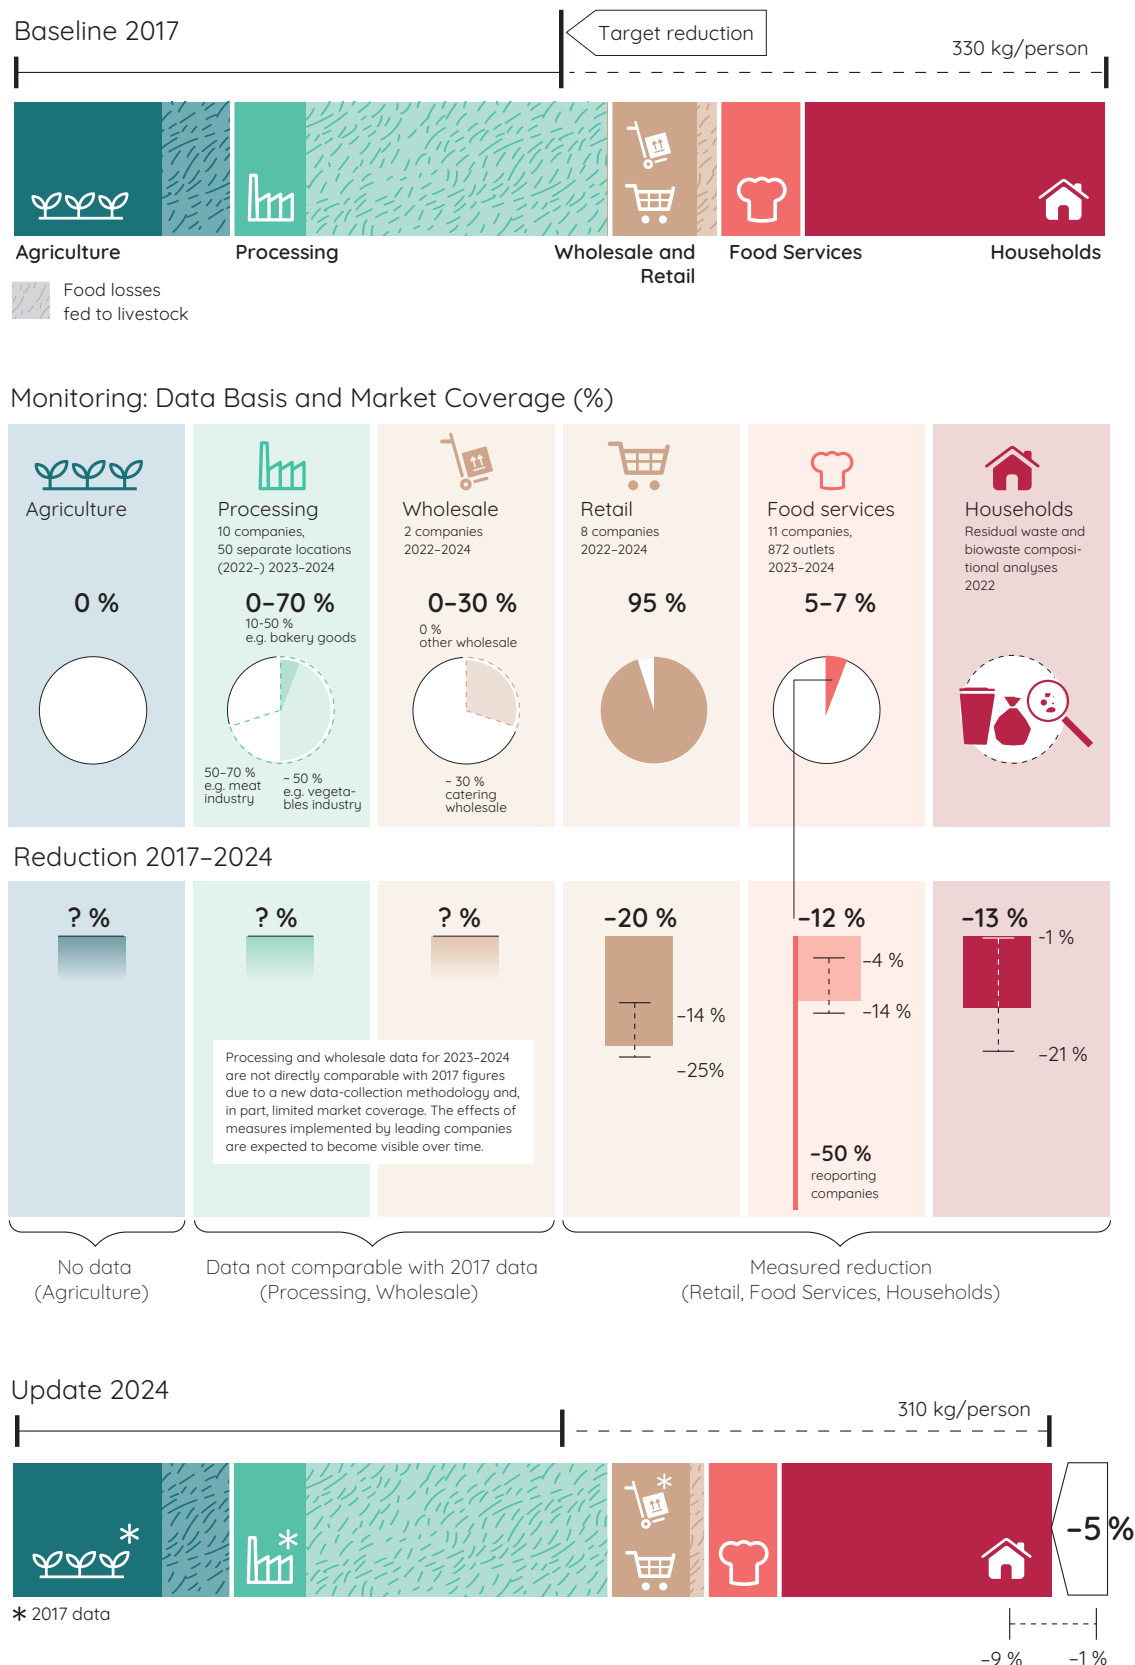 Baseline 2017
Target reduction
330 kg/person
Agriculture
Processing
Wholesale and
Retail
Food Services
Households
Food losses
fed to livestock
Monitoring: Data Basis and Market Coverage (%)
Agriculture
0 %
Processing
10 companies,
50 separate locations
(2022–) 2023–2024
0–70 %
10-50 %
e.g. bakery goods
50–70 %
e.g. meat
industry
~ 50 %
e.g. vegeta-
bles industry
Wholesale
2 companies
2022–2024
0–30 %
0 %
other wholesale
~ 30 %
catering
wholesale
Retail
8 companies
2022–2024
95 %
Food services
11 companies,
872 outlets
2023–2024
5–7 %
Households
Residual waste and
biowaste composi-
tional analyses
2022
Reduction 2017–2024
? %
? %
? %
–20 %
–14 %
–25%
–12 %
–4 %
–14 %
–50 %
reoporting
companies
–13 %
-1 %
–21 %
Processing and wholesale data for 2023–2024
are not directly comparable with 2017 figures
due to a new data-collection methodology and,
in part, limited market coverage. The effects of
measures implemented by leading companies
are expected to become visible over time.
No data
(Agriculture)
Data not comparable with 2017 data
(Processing, Wholesale)
Measured reduction
(Retail, Food Services, Households)
Update 2024
310 kg/person
*
*
*
–5 %
* 2017 data
–9 %
–1 %